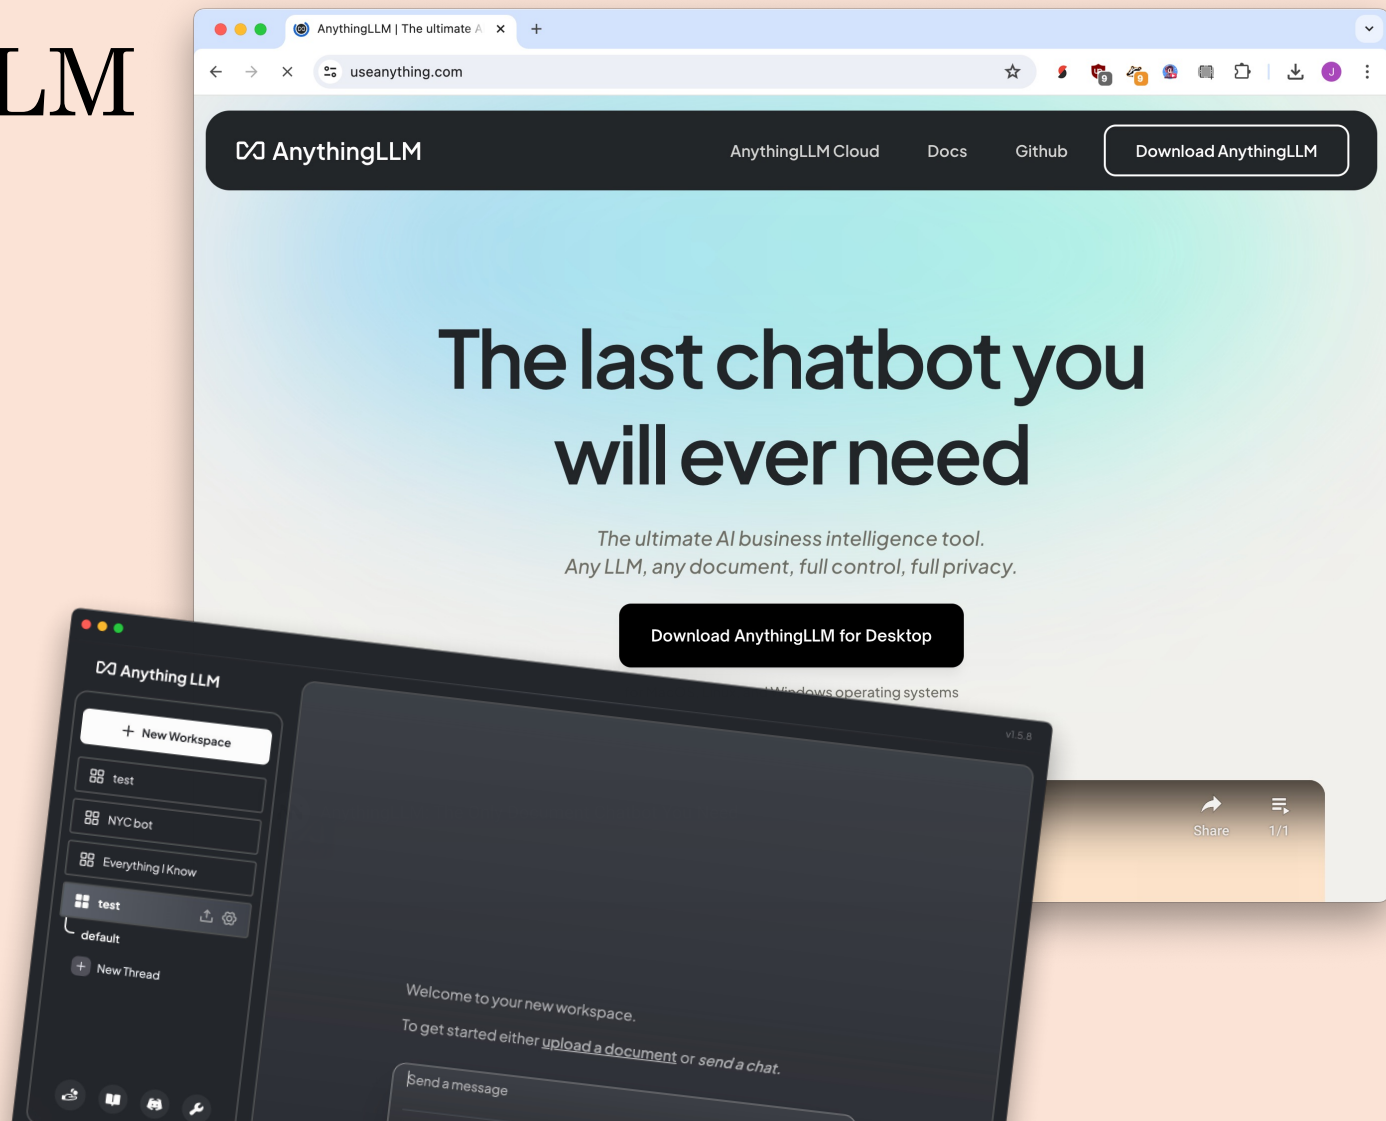 LM
AnythingLLM | The ultimate A
useanything.com
9
9
J
AnythingLLM
AnythingLLM Cloud
Docs
Github
Download AnythingLLM
The last chatbot you
will ever need
The ultimate AI business intelligence tool.
Any LLM, any document, full control, full privacy.
Download AnythingLLM for Desktop
Windows operating systems
Share
1/1
Anything LLM
v1.5.8
+ New Workspace
test
NYC bot
Everything I Know
test
default
+ New Thread
Welcome to your new workspace.
To get started either upload a document or send a chat.
Send a message